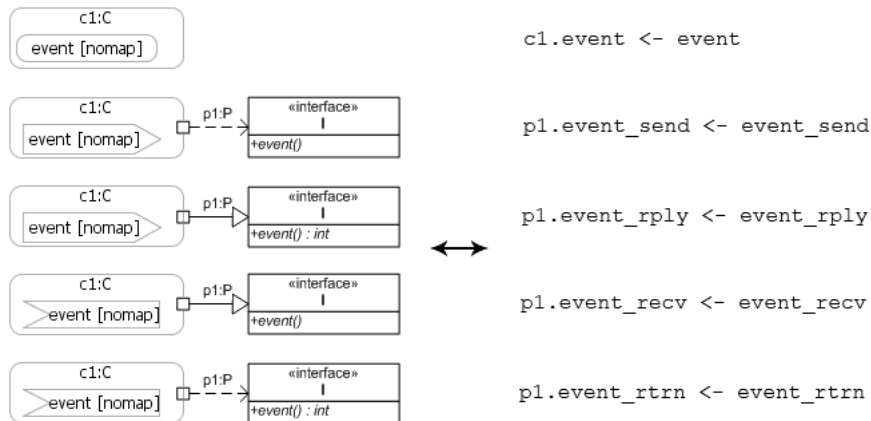 c1:C
event [nomap]
c1.event <- event
c1:C
event [nomap]
p1:P
«interface»
I
+event()
p1.event_send <- event_send
c1:C
event [nomap]
p1:P
«interface»
I
+event() : int
p1.event_rply <- event_rply
c1:C
event [nomap]
p1:P
«interface»
I
+event()
p1.event_recv <- event_recv
c1:C
event [nomap]
p1:P
«interface»
I
+event() : int
p1.event_rtrn <- event_rtrn